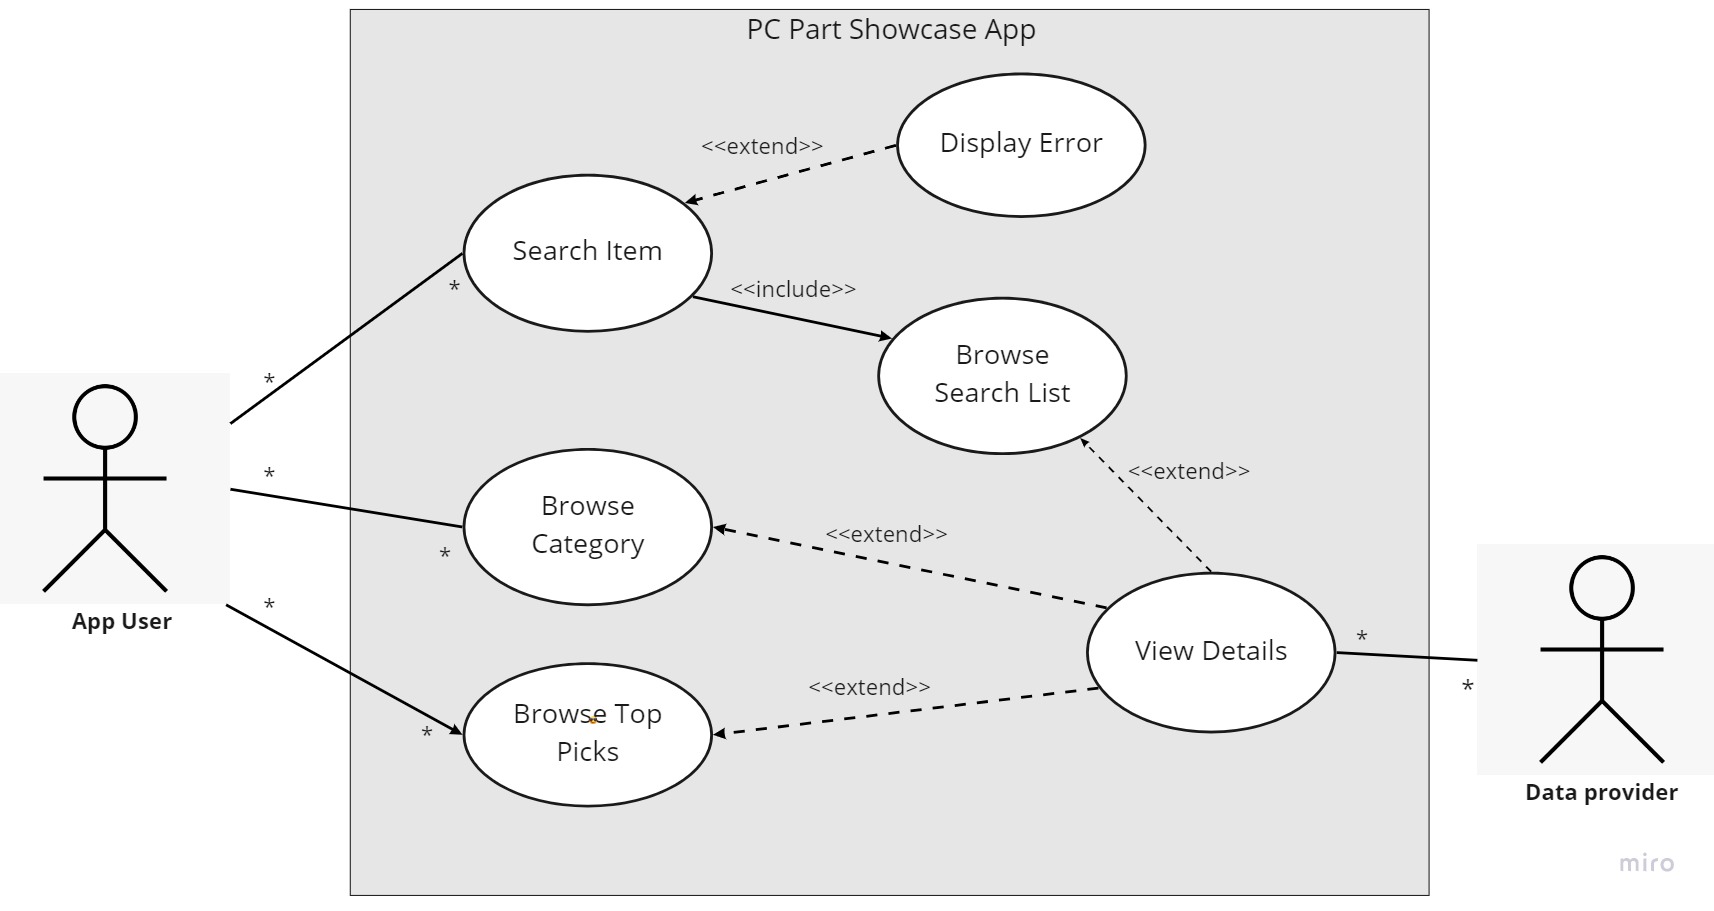 PC Part Showcase App
Display Error
<<extend>>
Search Item
*
<<include>>
Browse
Search List
*
*
<<extend>>
Browse
Category
*
<<extend>>
*
App User
View Details
*
*
<<extend>>
Browse Top
Picks
*
Data provider
miro